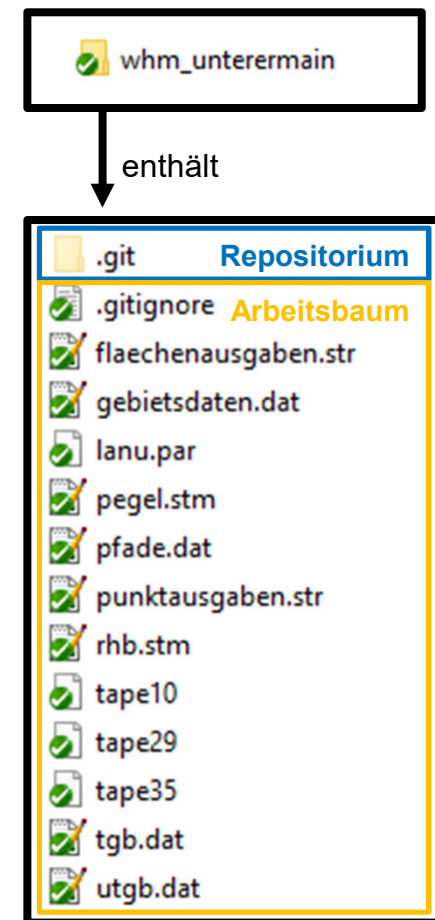 whm_unterermain
enthält
.git Repositorium
.gitignore Arbeitsbaum
flaechenausgaben.str
gebietsdaten.dat
lanu.par
pegel.stm
pfade.dat
punktausgaben.str
rhb.stm
tape10
tape29
tape35
tgb.dat
utgb.dat